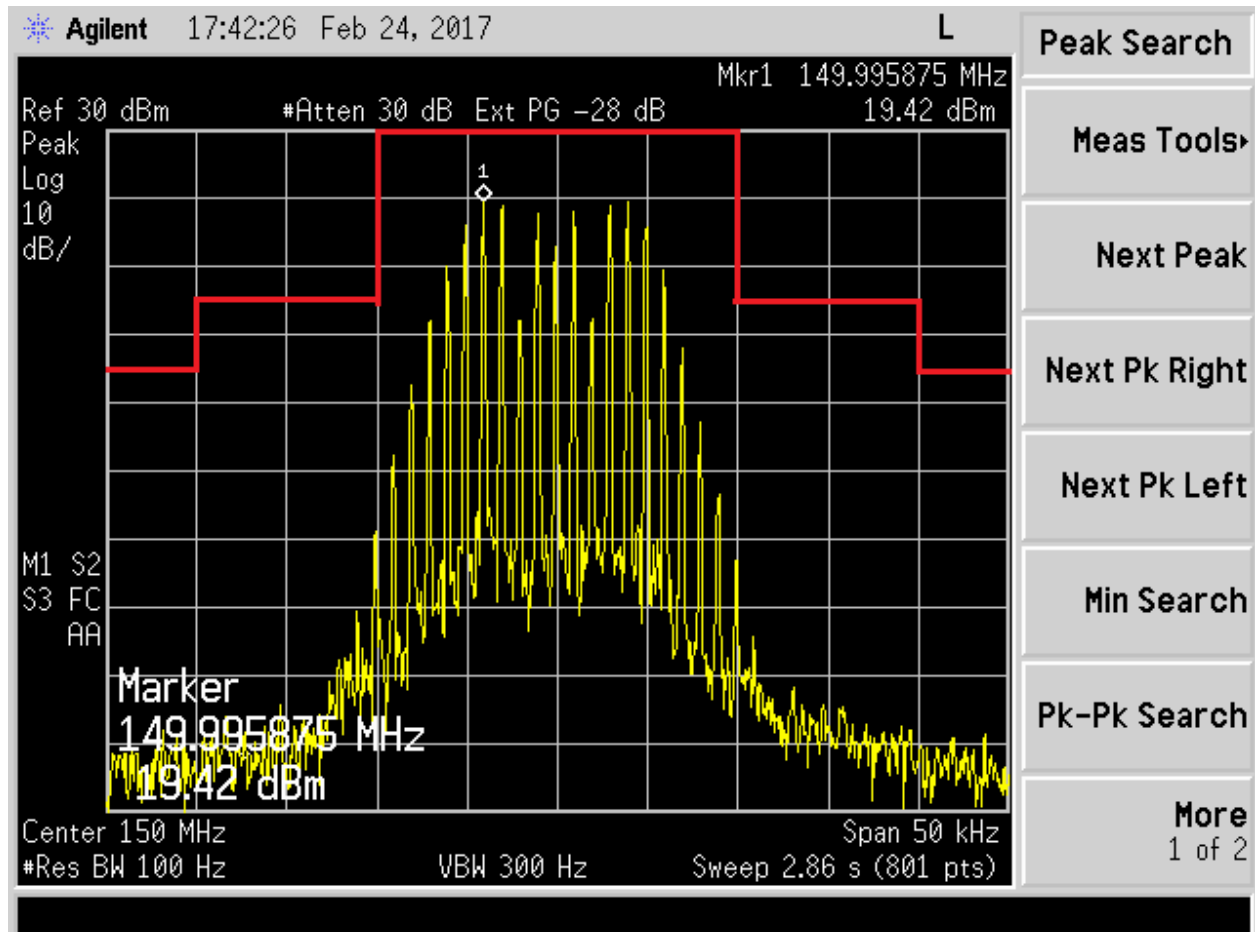 Agilent 17:42:26 Feb 24, 2017 L
Peak Search
Mkr1 149.995875 MHz
Ref 30 dBm #Atten 30 dB Ext PG -28 dB 19.42 dBm
Peak
Log
10
dB/
1
Meas Tools
Next Peak
Next Pk Right
Next Pk Left
M1 S2
S3 FC
AA
Min Search
Marker
149.995875 MHz
19.42 dBm
Pk-Pk Search
Center 150 MHz Span 50 kHz
#Res BW 100 Hz VBW 300 Hz Sweep 2.86 s (801 pts)
More
1 of 2